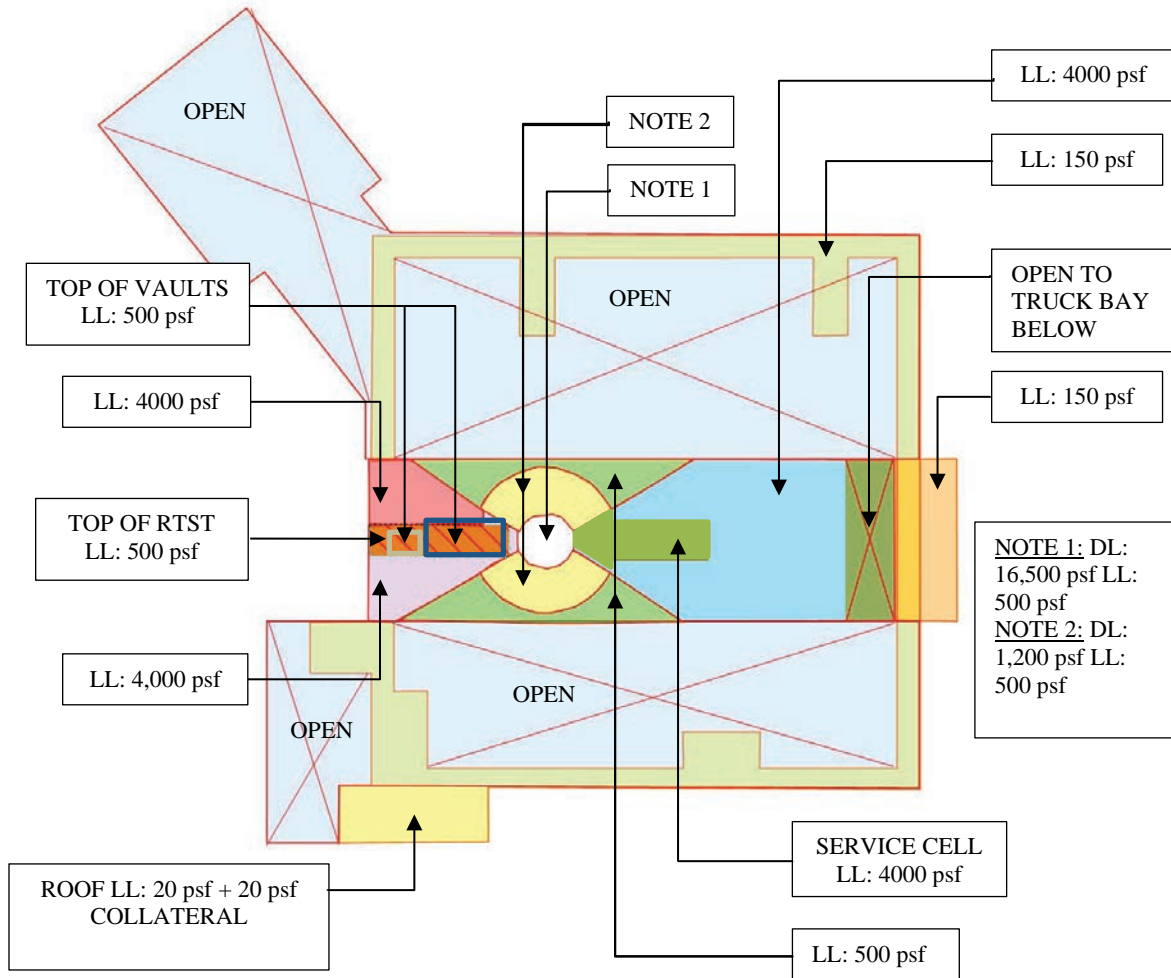 OPEN
NOTE 2
NOTE 1
LL: 4000 psf
LL: 150 psf
TOP OF VAULTS
LL: 500 psf
OPEN
OPEN TO
TRUCK BAY
BELOW
LL: 4000 psf
LL: 150 psf
TOP OF RTST
LL: 500 psf
NOTE 1: DL:
16,500 psf LL:
500 psf
NOTE 2: DL:
1,200 psf LL:
500 psf
LL: 4,000 psf
OPEN
OPEN
ROOF LL: 20 psf + 20 psf
COLLATERAL
SERVICE CELL
LL: 4000 psf
LL: 500 psf